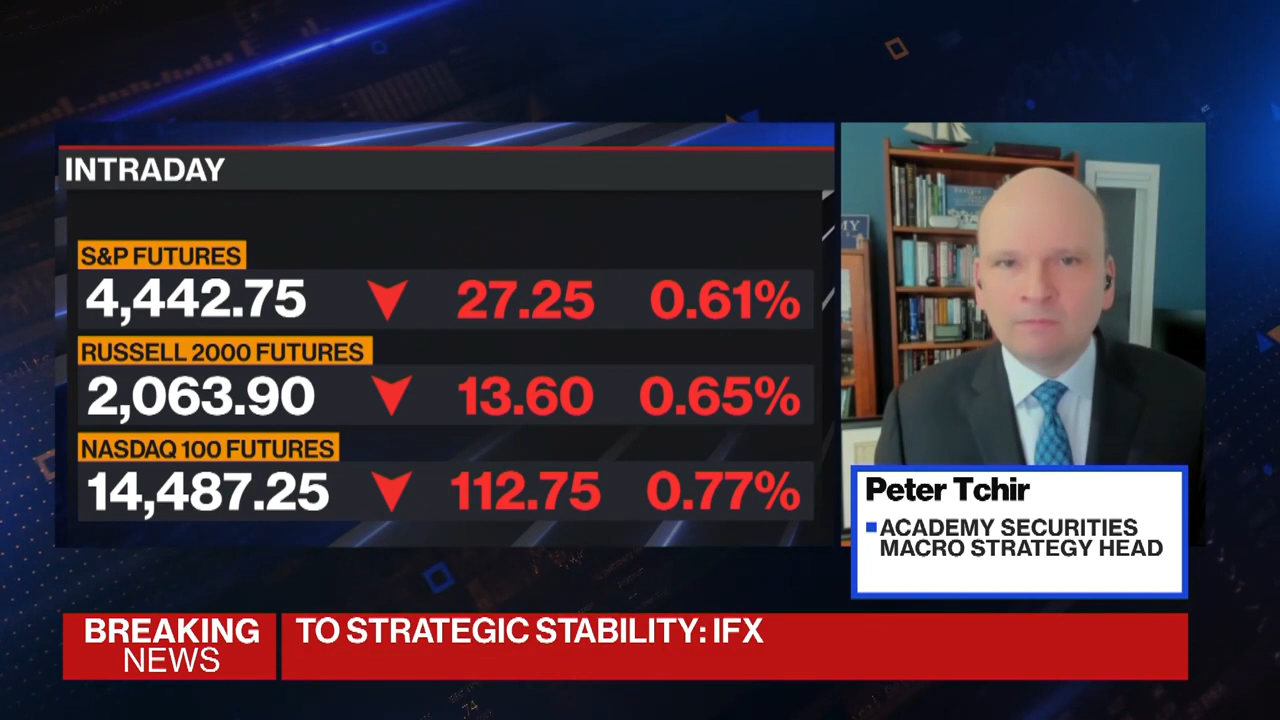 INTRADAY
S&P FUTURES
4,442.75 27.25 0.61%
RUSSELL 2000 FUTURES
2,063.90 13.60 0.65%
NASDAQ 100 FUTURES
14,487.25 112.75 0.77%
Peter Tchir
ACADEMY SECURITIES
MACRO STRATEGY HEAD
BREAKING
NEWS
TO STRATEGIC STABILITY: IFX